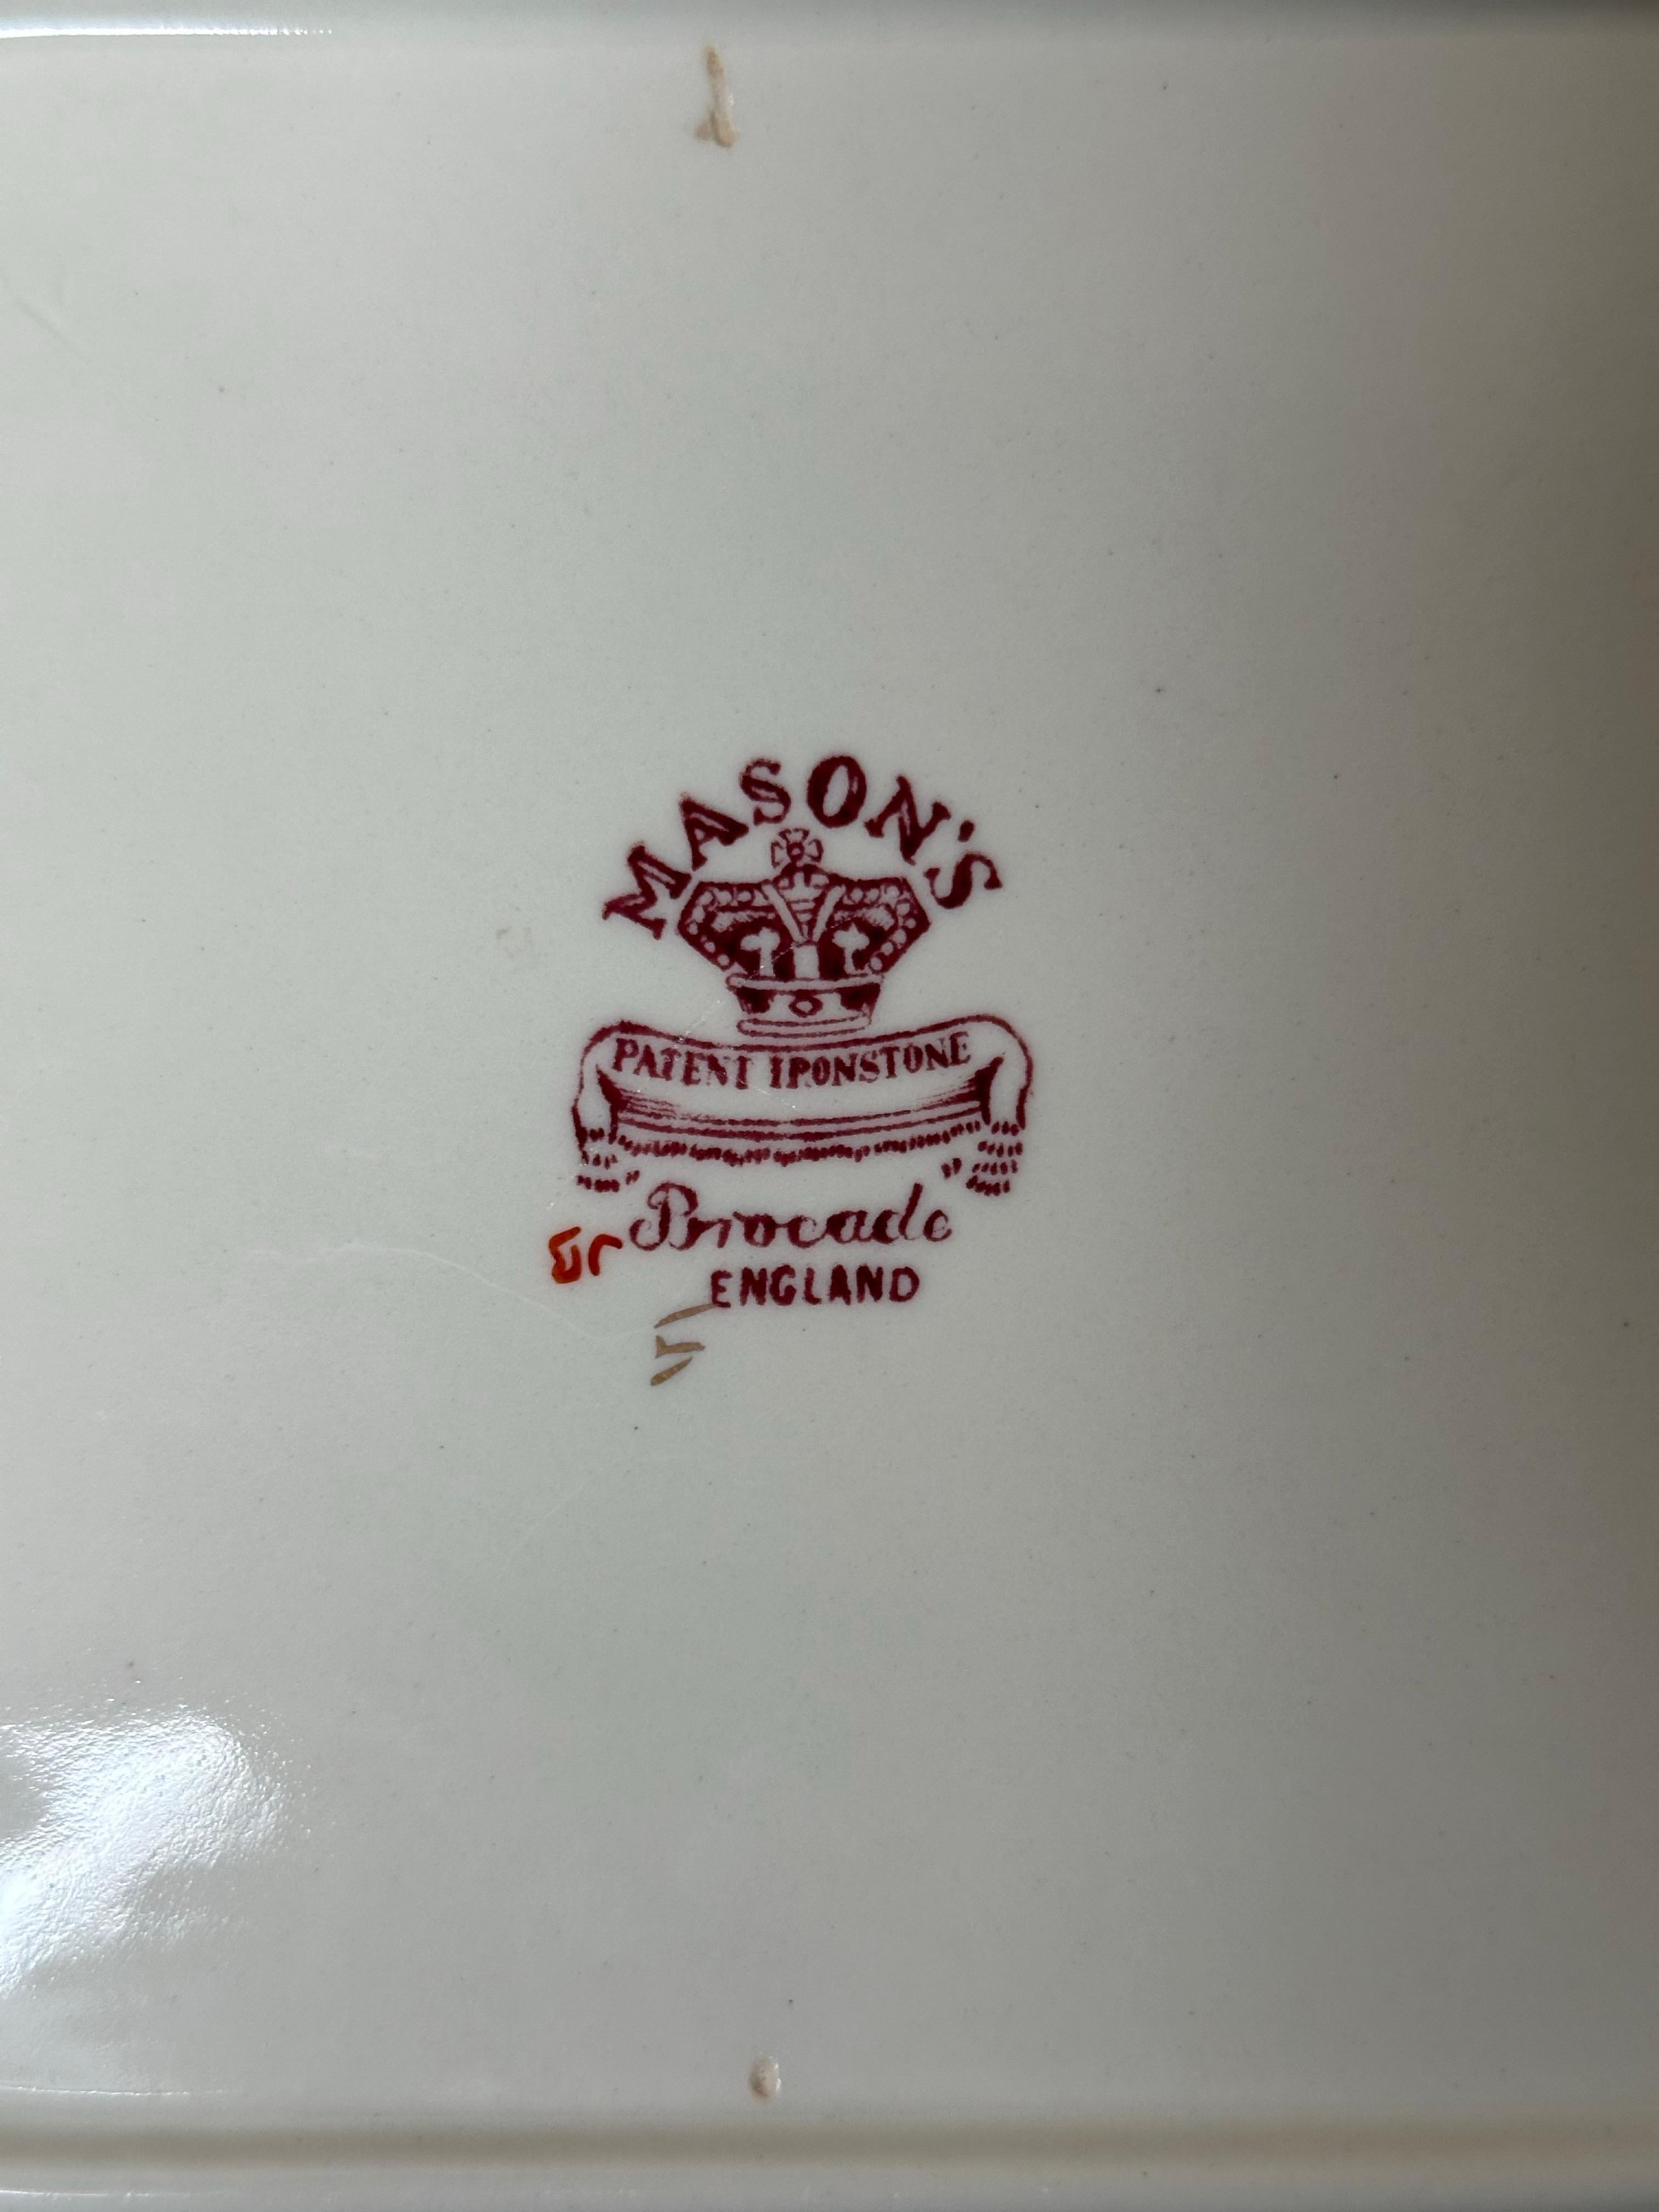 MASON'S
PATENT IRONSTONE
Brocade
ENGLAND